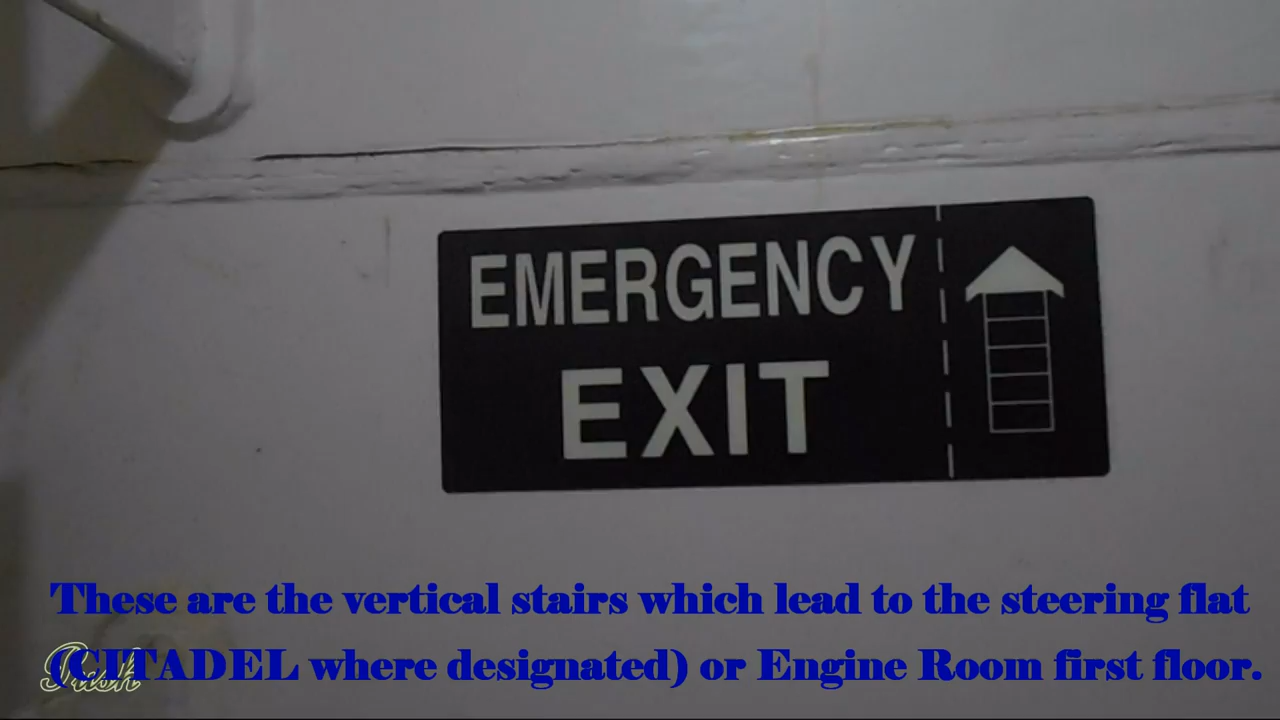 EMERGENCY
EXIT
These are the vertical stairs which lead to the steering flat
(CITADEL where designated) or Engine Room first floor.